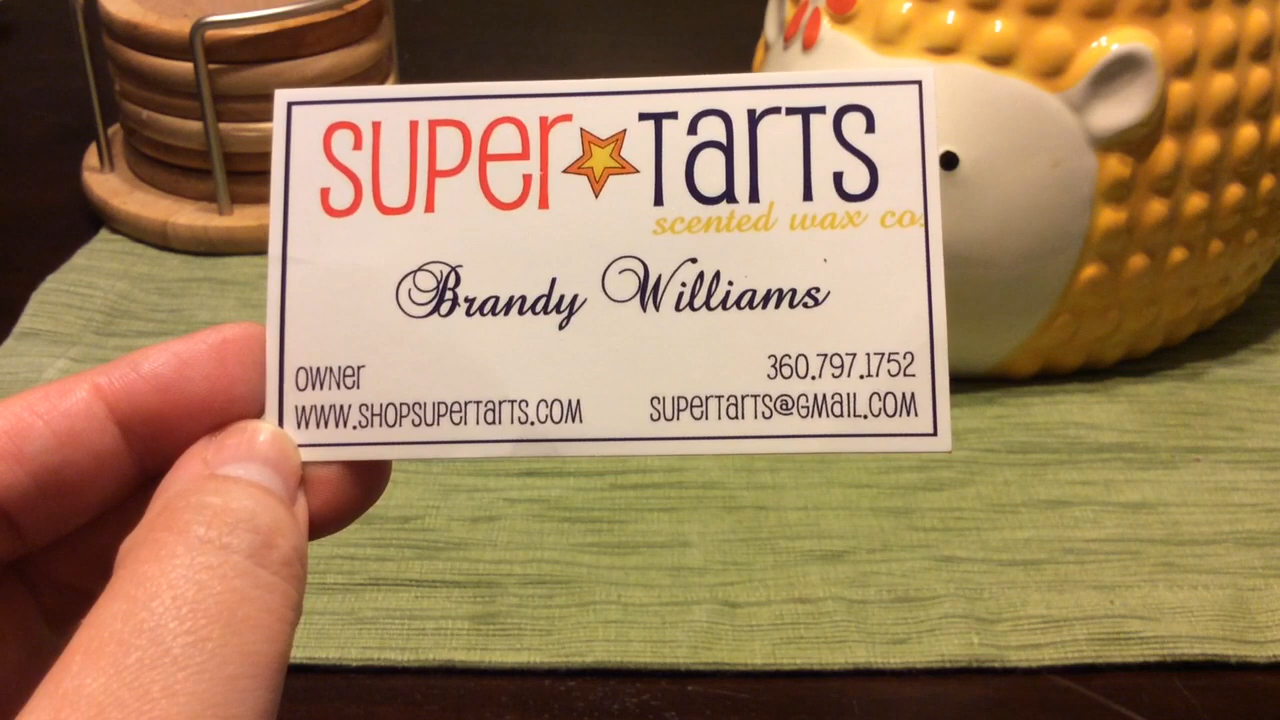 SUPER TARTS
scented wax co.
Brandy Williams
OWNER
360.797.1752
WWW.SHOPSUPERTARTS.COM
SUPERTARTS@GMAIL.COM